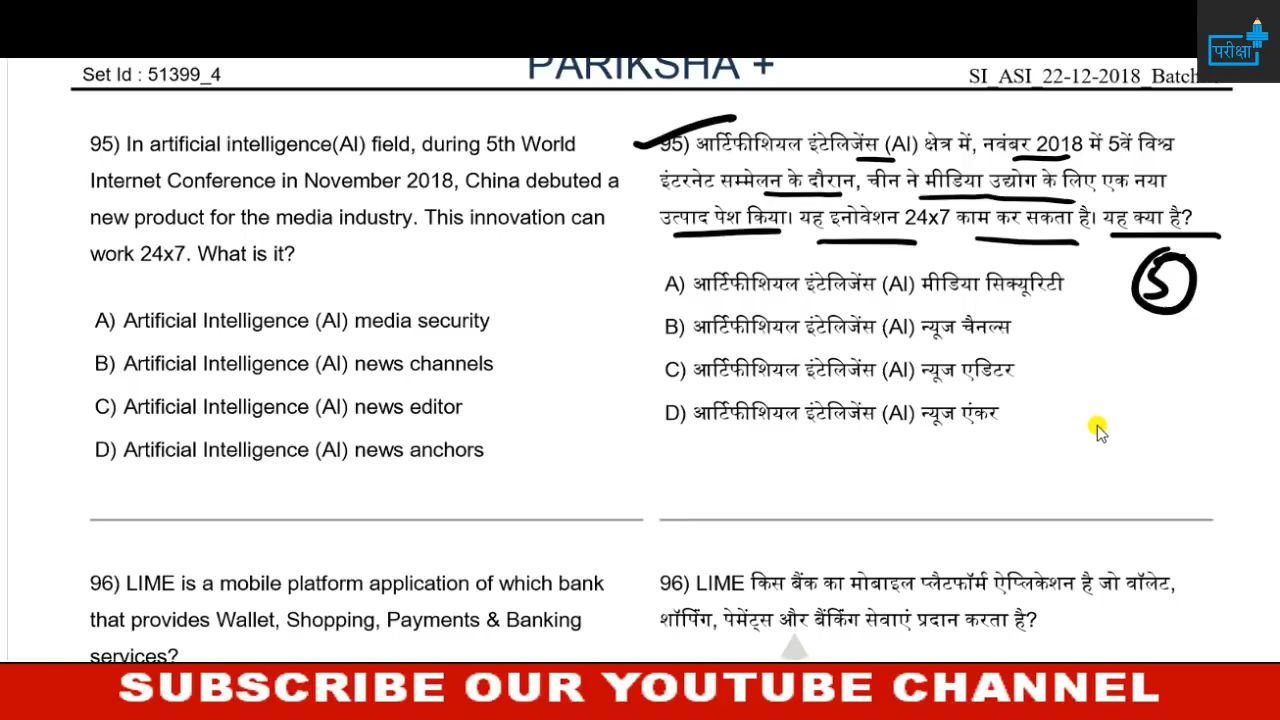 परीक्षा
PARIKSHA +
Set Id : 51399_4
SI_ASI_22-12-2018_Batch
95) In artificial intelligence(AI) field, during 5th World
Internet Conference in November 2018, China debuted a
new product for the media industry. This innovation can
work 24x7. What is it?
A) Artificial Intelligence (AI) media security
B) Artificial Intelligence (AI) news channels
C) Artificial Intelligence (AI) news editor
D) Artificial Intelligence (AI) news anchors
95) आर्टिफीशियल इंटेलिजेंस (AI) क्षेत्र में, नवंबर 2018 में 5वें विश्व
इंटरनेट सम्मेलन के दौरान, चीन ने मीडिया उद्योग के लिए एक नया
उत्पाद पेश किया। यह इनोवेशन 24x7 काम कर सकता है। यह क्या है?
5
A) आर्टिफीशियल इंटेलिजेंस (AI) मीडिया सिक्यूरिटी
B) आर्टिफीशियल इंटेलिजेंस (AI) न्यूज चैनल्स
C) आर्टिफीशियल इंटेलिजेंस (AI) न्यूज एडिटर
D) आर्टिफीशियल इंटेलिजेंस (AI) न्यूज एंकर
96) LIME is a mobile platform application of which bank
that provides Wallet, Shopping, Payments & Banking
services?
96) LIME किस बैंक का मोबाइल प्लैटफॉर्म ऐप्लिकेशन है जो वॉलेट,
शॉपिंग, पेमेंट्स और बैंकिंग सेवाएं प्रदान करता है?
SUBSCRIBE OUR YOUTUBE CHANNEL